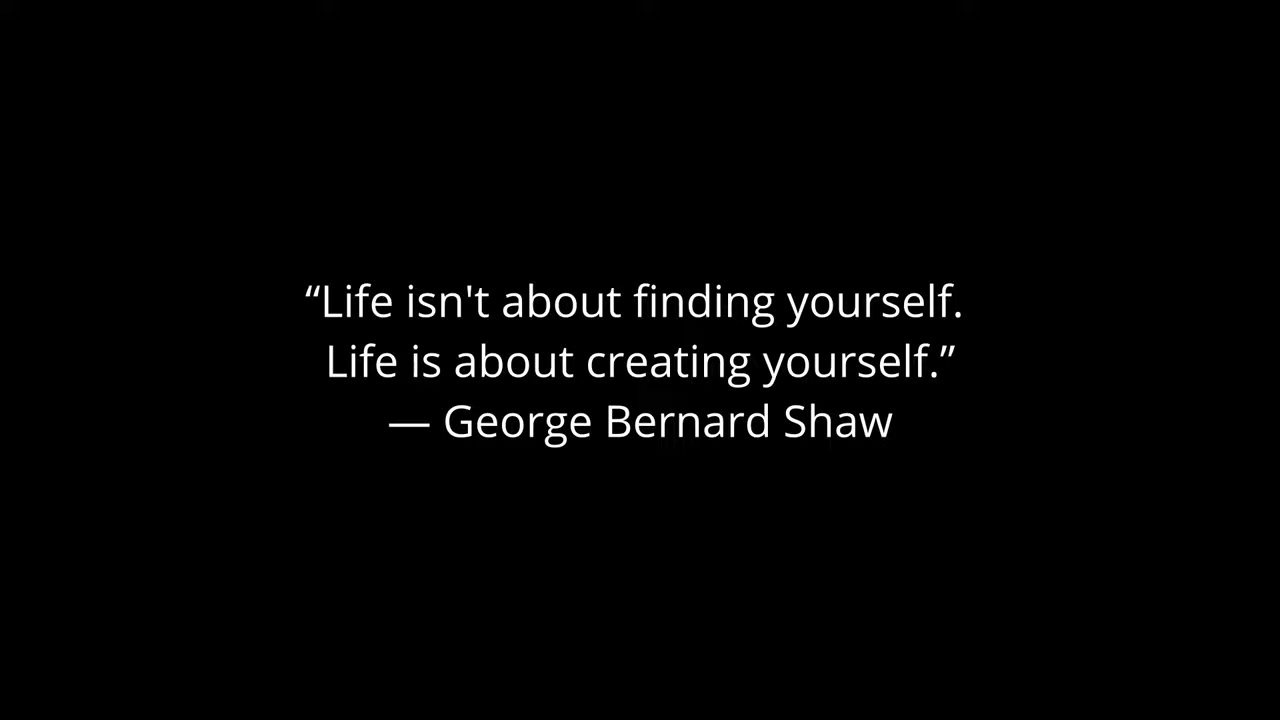 “Life isn't about finding yourself.
Life is about creating yourself.”
— George Bernard Shaw